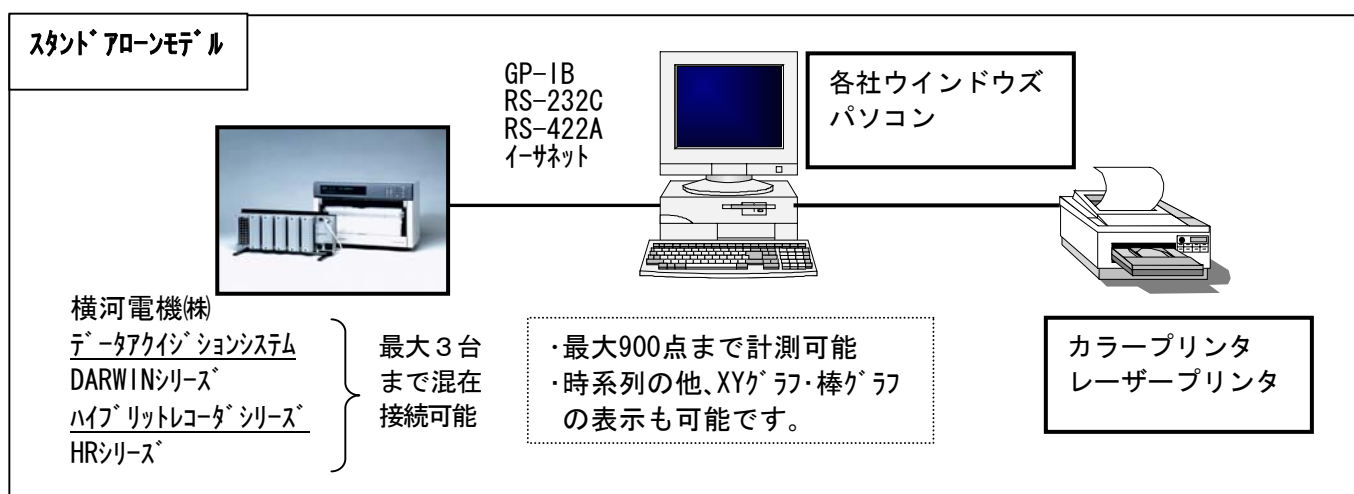 ｽﾀﾝﾄﾞｱﾛｰﾝﾓﾃﾞﾙ
GP-IB
RS-232C
RS-422A
ｲｰｻﾈｯﾄ
各社ウインドウズ
パソコン
横河電機㈱
ﾃﾞｰﾀｱｸｲｼﾞｼｮﾝｼｽﾃﾑ
DARWINｼﾘｰｽﾞ
ﾊｲﾌﾞﾘｯﾄﾚｺｰﾀﾞｼﾘｰｽﾞ
HRｼﾘｰｽﾞ
最大３台
まで混在
接続可能
･最大900点まで計測可能
･時系列の他､XYｸﾞﾗﾌ･棒ｸﾞﾗﾌ
の表示も可能です。
カラープリンタ
レーザープリンタ